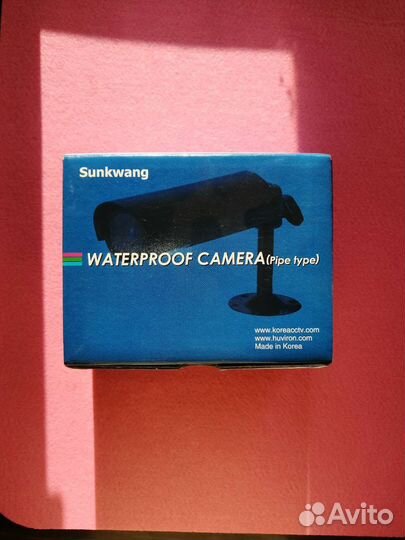 Sunkwang
WATERPROOF CAMERA(Pipe type)
www.koreacctv.com
www.huviron.com
Made in Korea
Avito